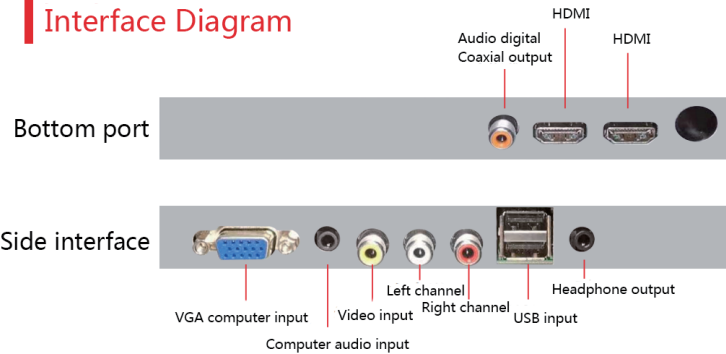 Interface Diagram
HDMI
Audio digital
Coaxial output
HDMI
Bottom port
Side interface
Left channel
Headphone output
VGA computer input
Video input
Right channel
USB input
Computer audio input